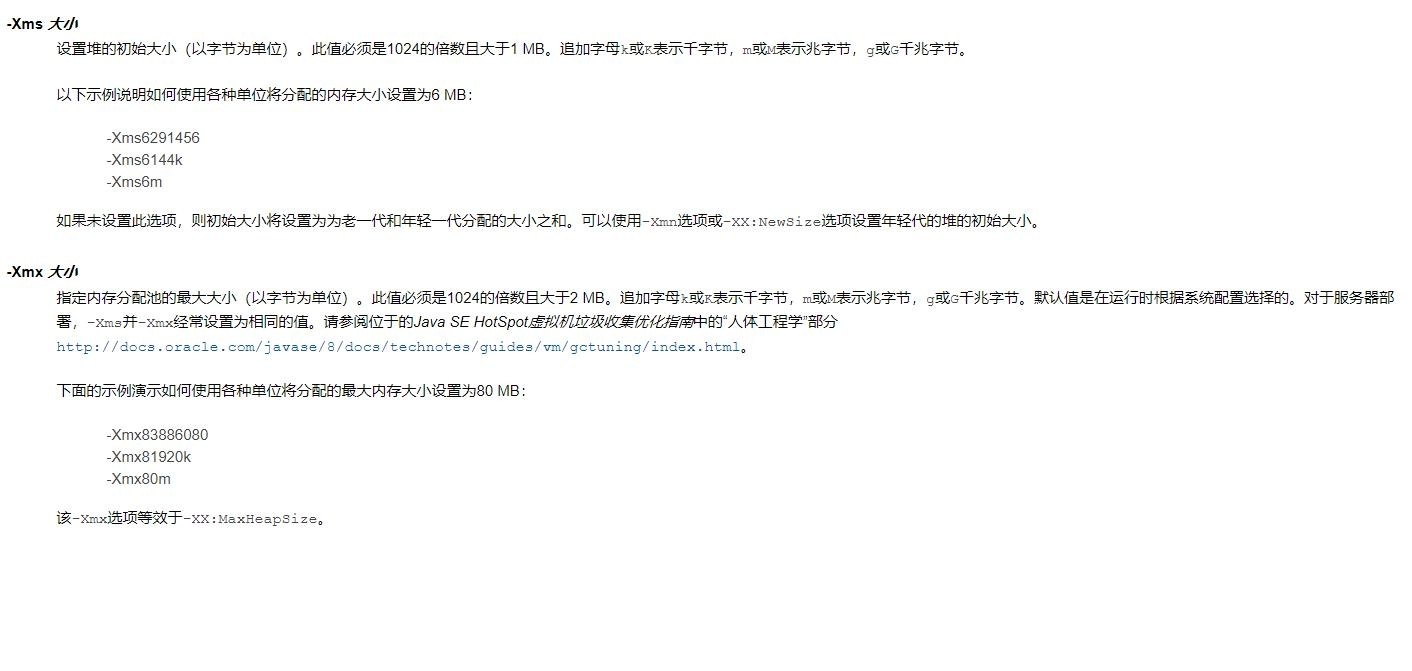 -Xms 大小
设置堆的初始大小（以字节为单位）。此值必须是1024的倍数且大于1 MB。追加字母k或K表示千字节，m或M表示兆字节，g或G千兆字节。
以下示例说明如何使用各种单位将分配的内存大小设置为6 MB：
-Xms6291456
-Xms6144k
-Xms6m
如果未设置此选项，则初始大小将设置为为老一代和年轻一代分配的大小之和。可以使用-Xmn选项或-XX:NewSize选项设置年轻代的堆的初始大小。
-Xmx 大小
指定内存分配池的最大大小（以字节为单位）。此值必须是1024的倍数且大于2 MB。追加字母k或K表示千字节，m或M表示兆字节，g或G千兆字节。默认值是在运行时根据系统配置选择的。对于服务器部
署，-Xms并-Xmx经常设置为相同的值。请参阅位于的Java SE HotSpot虚拟机垃圾收集优化指南中的“人体工程学”部分
http://docs.oracle.com/javase/8/docs/technotes/guides/vm/gctuning/index.html。
下面的示例演示如何使用各种单位将分配的最大内存大小设置为80 MB：
-Xmx83886080
-Xmx81920k
-Xmx80m
该-Xmx选项等效于-XX:MaxHeapSize。